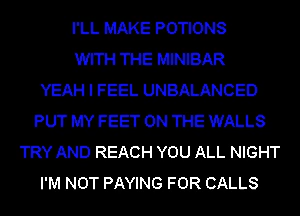 I'LL MAKE POTIONS
WITH THE MINIBAR
YEAH I FEEL UNBALANCED
PUT MY FEET ON THE WALLS
TRY AND REACH YOU ALL NIGHT
I'M NOT PAYING FOR CALLS